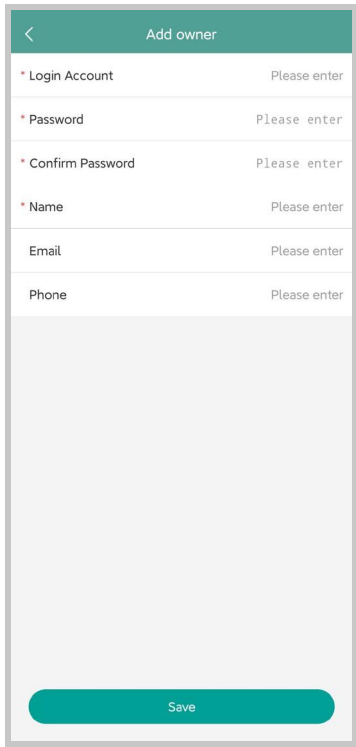 Add owner
* Login Account Please enter
* Password Please enter
* Confirm Password Please enter
* Name Please enter
Email Please enter
Phone Please enter
Save